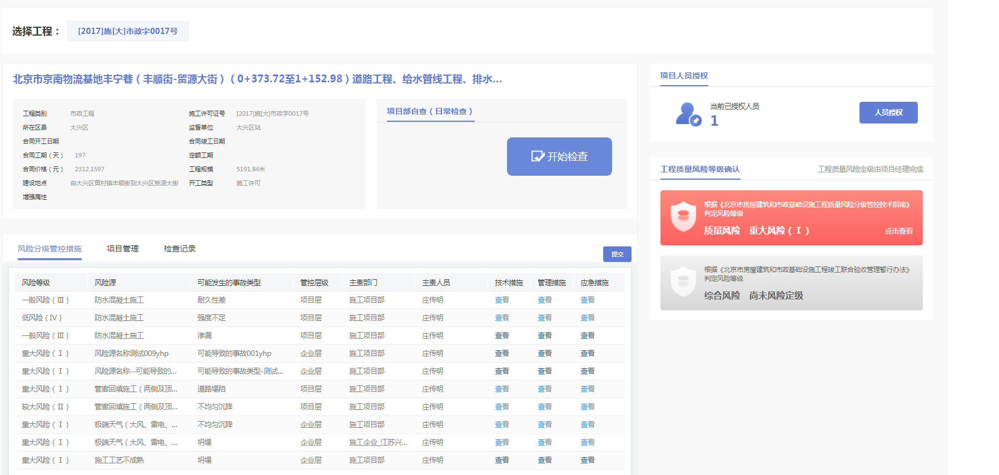 选择工程： [2017]施[大]市政字0017号
北京市京南物流基地丰宁巷（丰顺街-贸源大街）（0+373.72至1+152.98）道路工程、给水管线工程、排水...
工程类别 市政工程 施工许可证号 [2017]施[大]市政字0017号
所在区县 大兴区 监督单位 大兴区站
合同开工日期 合同竣工日期
合同工期（天） 197 定额工期
合同价格（元） 2312.1597 工程规模 5191.84米
建设地点 由大兴区黄村镇丰顺街到大兴区贸源大街 开工类型 施工许可
增强属性
项目部自查（日常检查）
开始检查
项目人员授权
当前已授权人员
1
人员授权
工程质量风险等级确认 工程质量风险定级由项目经理完成
根据《北京市房屋建筑和市政基础设施工程质量风险分级管控技术指南》
判定风险等级
质量风险 重大风险（Ⅰ） 点击查看
根据《北京市房屋建筑和市政基础设施工程竣工联合验收管理暂行办法》
判定风险等级
综合风险 尚未风险定级
风险分级管控措施 项目管理 检查记录 提交
风险等级 风险源 可能发生的事故类型 管控层级 主责部门 主责人员 技术措施 管理措施 应急措施
一般风险（Ⅲ） 防水混凝土施工 耐久性差 项目层 施工项目部 庄传明 查看 查看 查看
低风险（Ⅳ） 防水混凝土施工 强度不足 项目层 施工项目部 庄传明 查看 查看 查看
一般风险（Ⅲ） 防水混凝土施工 渗漏 项目层 施工项目部 庄传明 查看 查看 查看
重大风险（Ⅰ） 风险源名称测试009yhp 可能导致的事故001yhp 企业层 施工项目部 庄传明 查看 查看 查看
重大风险（Ⅰ） 风险源名称--可能导致的... 可能导致的事故类型-测试... 企业层 施工项目部 庄传明 查看 查看 查看
重大风险（Ⅰ） 管廊回填施工（两侧及顶... 道路塌陷 项目层 施工项目部 庄传明 查看 查看 查看
较大风险（Ⅱ） 管廊回填施工（两侧及顶... 不均匀沉降 项目层 施工项目部 庄传明 查看 查看 查看
重大风险（Ⅰ） 极端天气（大风、雷电、... 不均匀沉降 企业层 施工项目部 庄传明 查看 查看 查看
重大风险（Ⅰ） 极端天气（大风、雷电、... 坍塌 企业层 施工企业_江苏兴... 庄传明 查看 查看 查看
重大风险（Ⅰ） 施工工艺不成熟 坍塌 企业层 施工项目部 庄传明 查看 查看 查看